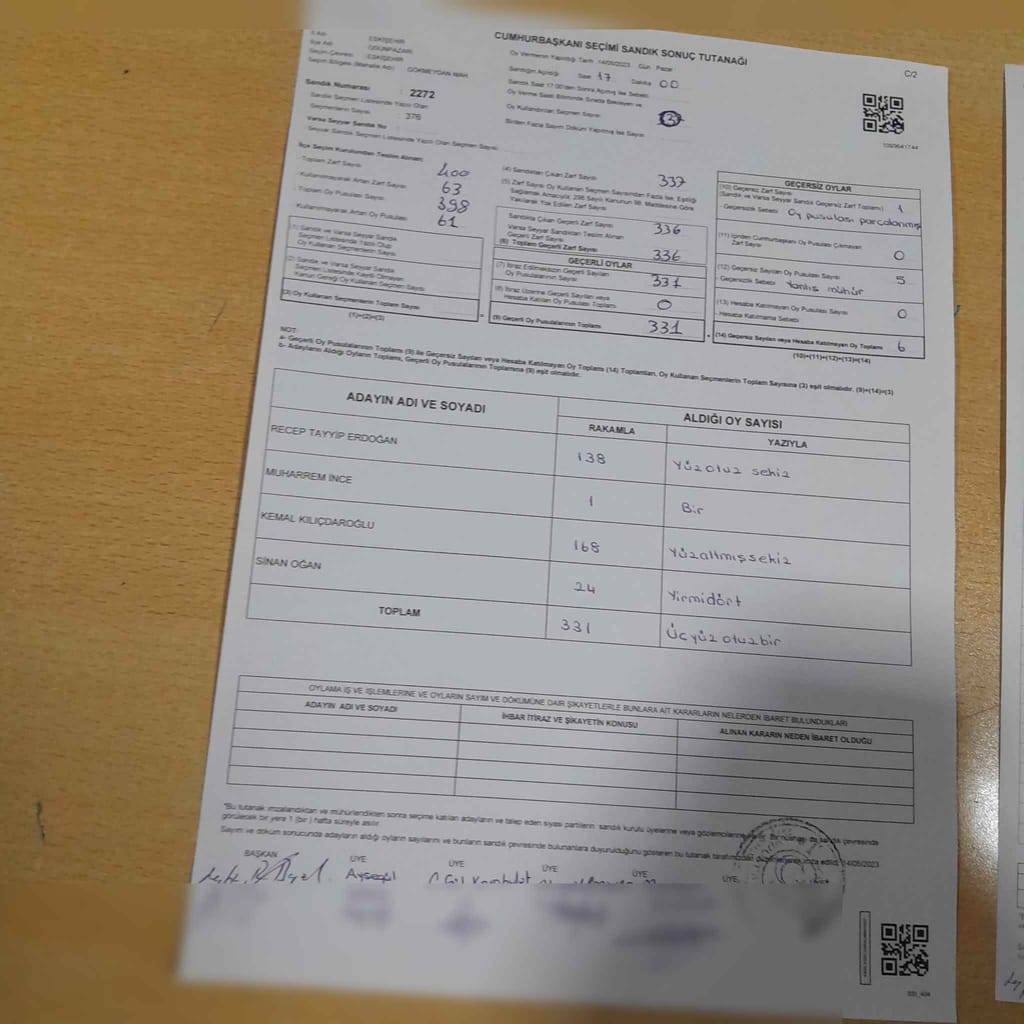 CUMHURBAŞKANI SEÇİMİ SANDIK SONUÇ TUTANAĞI
C/2
İl Adı ESKİŞEHİR
İlçe Adı ODUNPAZARI
Seçim Çevresi ESKİŞEHİR
Seçim Bölgesi (Mahalle Adı) GÖKMEYDAN MAH.
Sandık Numarası : 2272
Sandık Seçmen Listesinde Yazılı Olan
Seçmenlerin Sayısı : 376
Varsa Seyyar Sandık No
Seyyar Sandık Seçmen Listesinde Yazılı Olan Seçmen Sayısı
Oy Vermenin Yapıldığı Tarih 14/05/2023 Gün Pazar
Sandığın Açıldığı Saat 17 Dakika 00
Sandık Saat 17.00'den Sonra Açılmış İse Sebebi
Oy Verme Saati Bitiminde Sırada Bekleyen ve
Oy Kullandırılan Seçmen Sayısı
Birden Fazla Sayım Döküm Yapılmış İse Sayısı
İlçe Seçim Kurulundan Teslim Alınan:
- Toplam Zarf Sayısı 400
- Kullanılmayarak Artan Zarf Sayısı 63
- Toplam Oy Pusulası Sayısı 398
Kullanılmayarak Artan Oy Pusulası 61
(1) Sandık ve Varsa Seyyar Sandık
Seçmen Listesinde Yazılı Olup
Oy Kullanan Seçmenlerin Sayısı
(2) Sandık ve Varsa Seyyar Sandık
Seçmen Listesinde Kayıtlı Olmayan
Kanun Gereği Oy Kullanan Seçmen Sayısı
(3) Oy Kullanan Seçmenlerin Toplam Sayısı
(1)+(2)=(3)
(4) Sandıktan Çıkan Zarf Sayısı 337
(5) Zarf Sayısı Oy Kullanan Seçmen Sayısından Fazla İse, Eşitliği
Sağlamak Amacıyla; 298 Sayılı Kanunun 98. Maddesine Göre
Yakılarak Yok Edilen Zarf Sayısı
Sandıkta Çıkan Geçerli Zarf Sayısı 336
Varsa Seyyar Sandıktan Teslim Alınan
Geçerli Zarf Sayısı
(6) Toplam Geçerli Zarf Sayısı 336
GEÇERLİ OYLAR
(7) İtiraz Edilmeksizin Geçerli Sayılan
Oy Pusulalarının Sayısı 331
(8) İtiraz Üzerine Geçerli Sayılan veya
Hesaba Katılan Oy Pusulası Toplamı 0
(9) Geçerli Oy Pusulalarının Toplamı 331
GEÇERSİZ OYLAR
(10) Geçersiz Zarf Sayısı
(Sandık ve Varsa Seyyar Sandık Geçersiz Zarf Toplamı) 1
- Geçersizlik Sebebi Oy pusulası parçalanmış
(11) İçinden Cumhurbaşkanı Oy Pusulası Çıkmayan
Zarf Sayısı 0
(12) Geçersiz Sayılan Oy Pusulası Sayısı 5
- Geçersizlik Sebebi Yanlış mühür
(13) Hesaba Katılmayan Oy Pusulası Sayısı 0
- Hesaba Katılmama Sebebi
(14) Geçersiz Sayılan veya Hesaba Katılmayan Oy Toplamı 6
(10)+(11)+(12)+(13)=(14)
NOT:
a- Geçerli Oy Pusulalarının Toplamı (9) ile Geçersiz Sayılan veya Hesaba Katılmayan Oy Toplamı (14) Toplamları, Oy Kullanan Seçmenlerin Toplam Sayısına (3) eşit olmalıdır. (9)+(14)=(3)
b- Adayların Aldığı Oyların Toplamı, Geçerli Oy Pusulalarının Toplamına (9) eşit olmalıdır.
ADAYIN ADI VE SOYADI ALDIĞI OY SAYISI
RAKAMLA YAZIYLA
RECEP TAYYİP ERDOĞAN 138 Yüzotuz sekiz
MUHARREM İNCE 1 Bir
KEMAL KILIÇDAROĞLU 168 Yüzaltmışsekiz
SİNAN OĞAN 24 Yirmidört
TOPLAM 331 Üçyüzotuzbir
OYLAMA İŞ VE İŞLEMLERİNE VE OYLARIN SAYIM VE DÖKÜMÜNE DAİR ŞİKAYETLERLE BUNLARA AİT KARARLARIN NELERDEN İBARET BULUNDUKLARI
ADAYIN ADI VE SOYADI İHBAR İTİRAZ VE ŞİKAYETİN KONUSU ALINAN KARARIN NEDEN İBARET OLDUĞU
"Bu tutanak imzalandıktan ve mühürlendikten sonra seçime katılan adayların ve talep eden siyasi partilerin sandık kurulu üyelerine veya gözlemcilerine
görülecek bir yere 1 (bir) hafta süreyle asılır.
Sayım ve döküm sonucunda adayların aldığı oyların sayılarını ve bunların sandık çevresinde bulunanlara duyurulduğunu gösteren bu tutanak tarafımızdan düzenlenerek imza edildi. 14/05/2023
BAŞKAN ÜYE ÜYE ÜYE ÜYE
Ayşegül